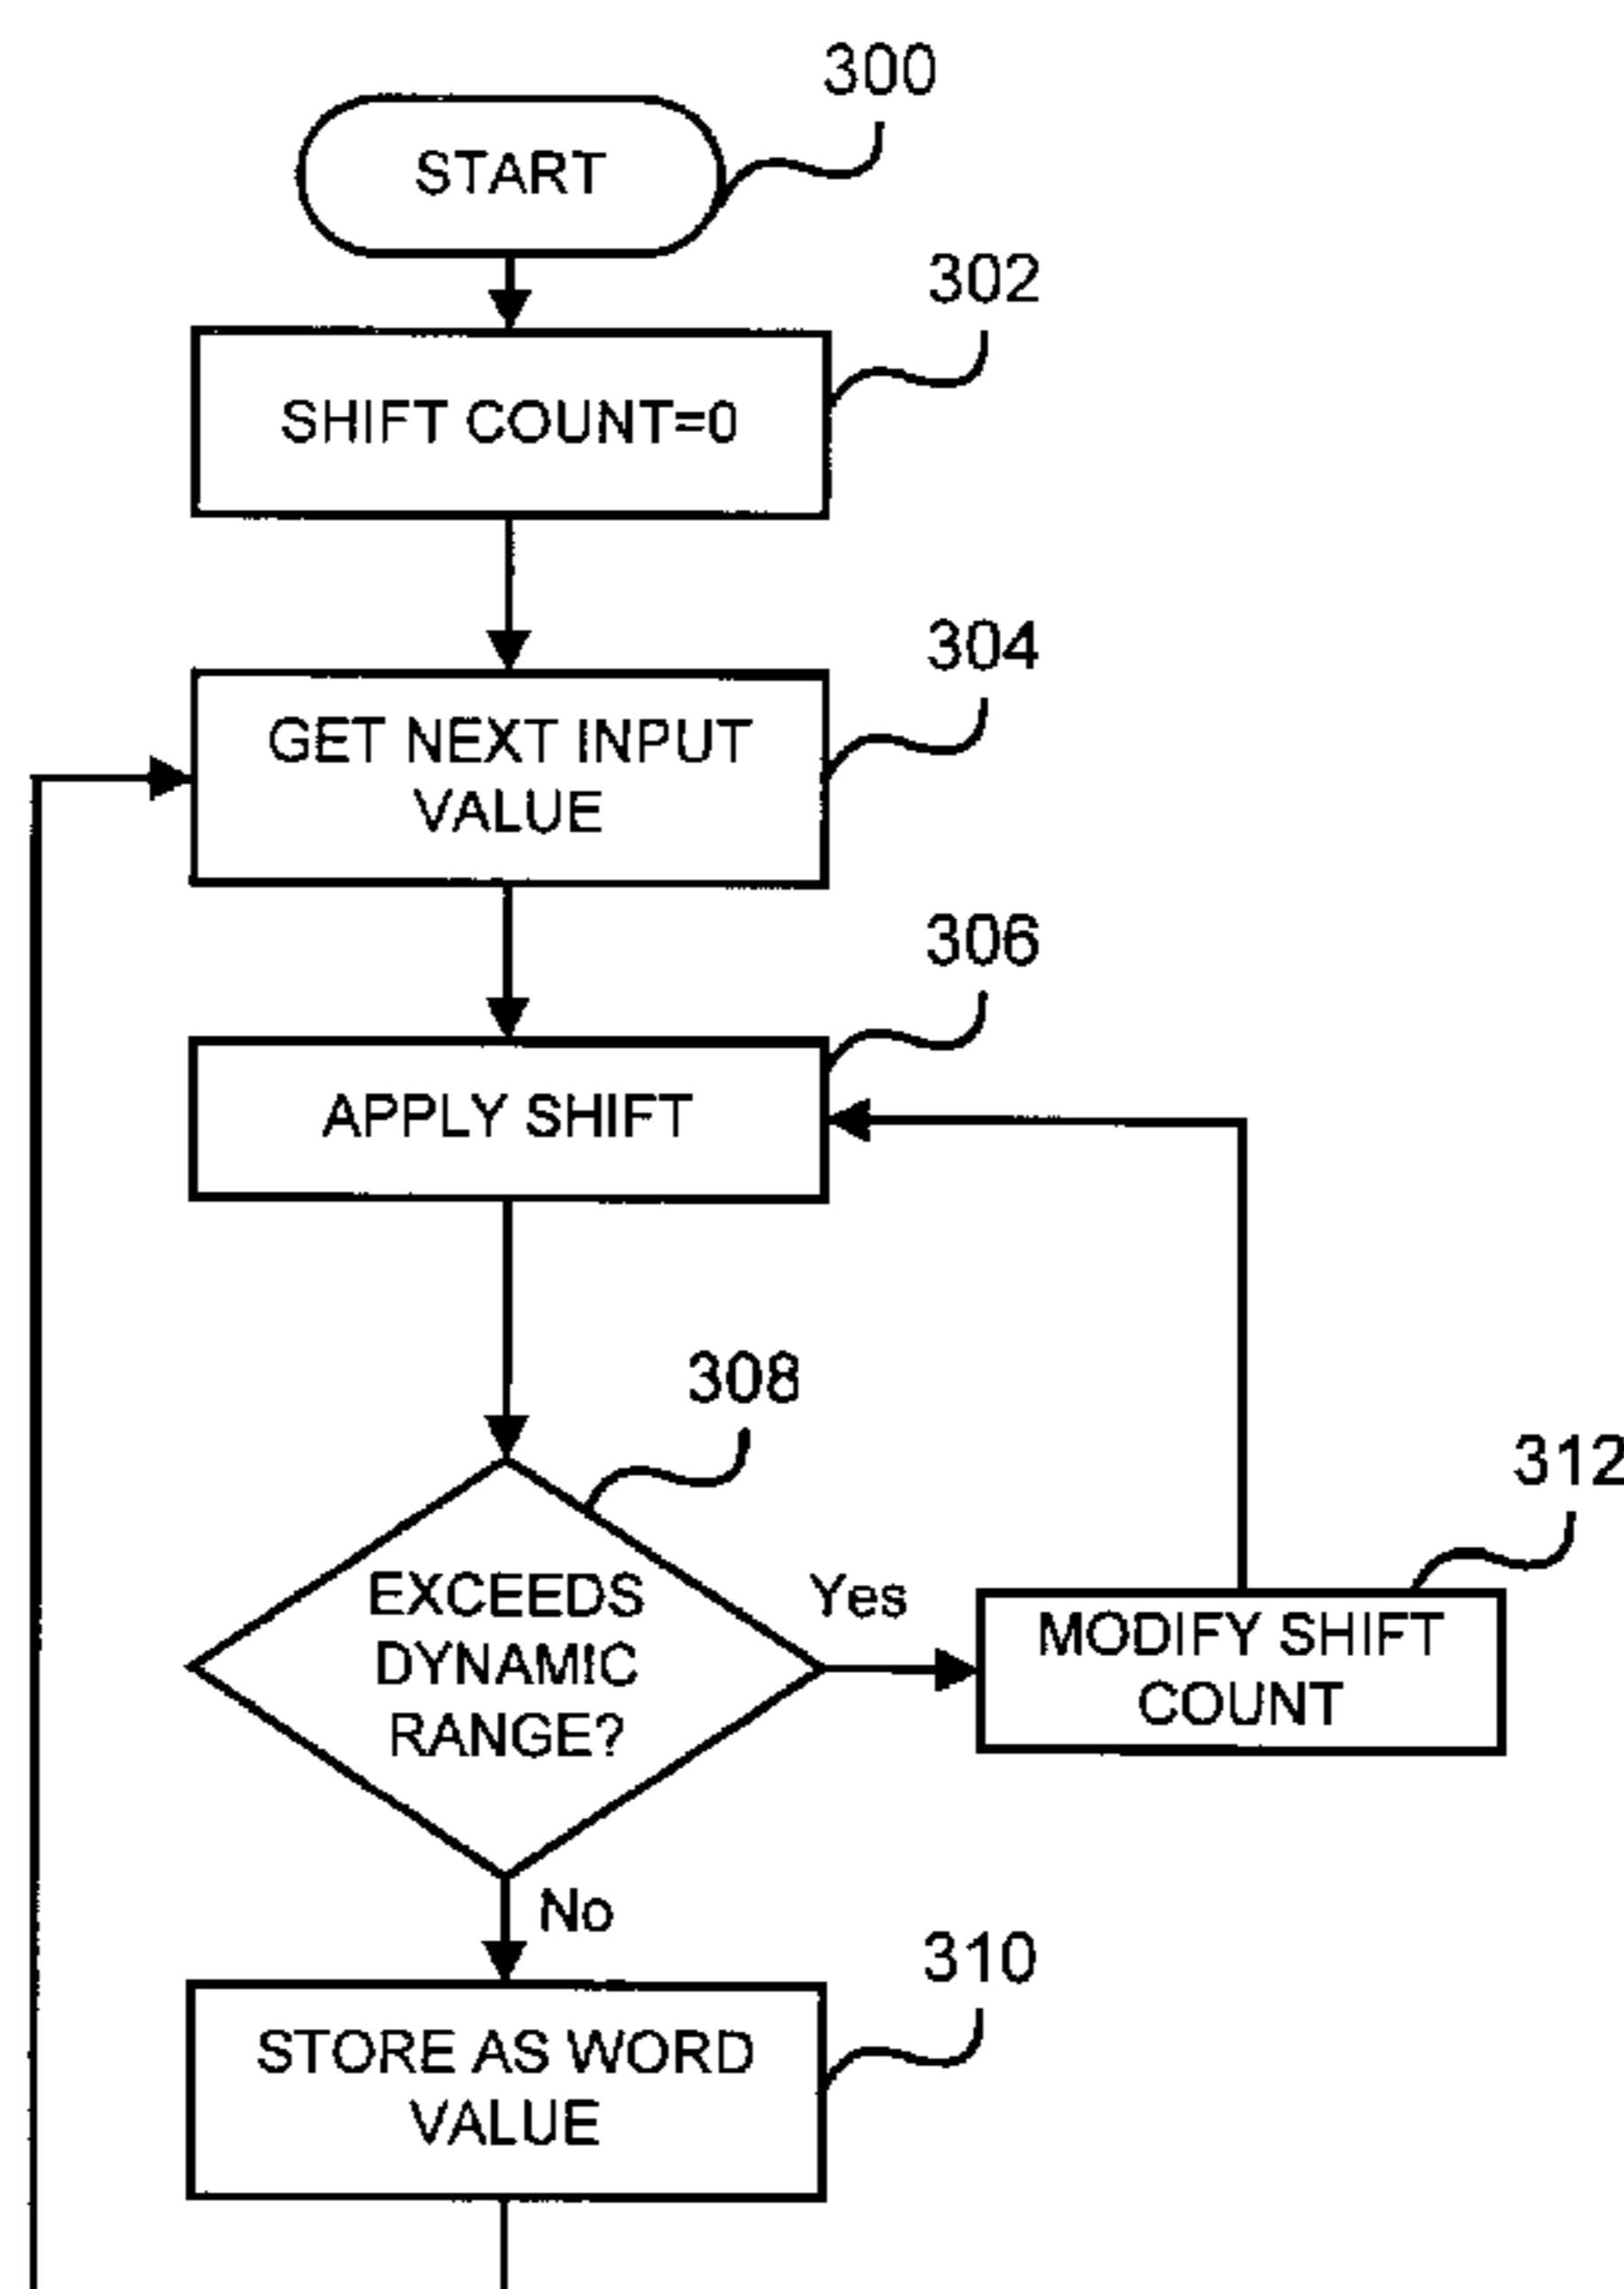 300
START
302
SHIFT COUNT=0
304
GET NEXT INPUT
VALUE
306
APPLY SHIFT
308
EXCEEDS
DYNAMIC
RANGE?
Yes
312
MODIFY SHIFT
COUNT
No
310
STORE AS WORD
VALUE